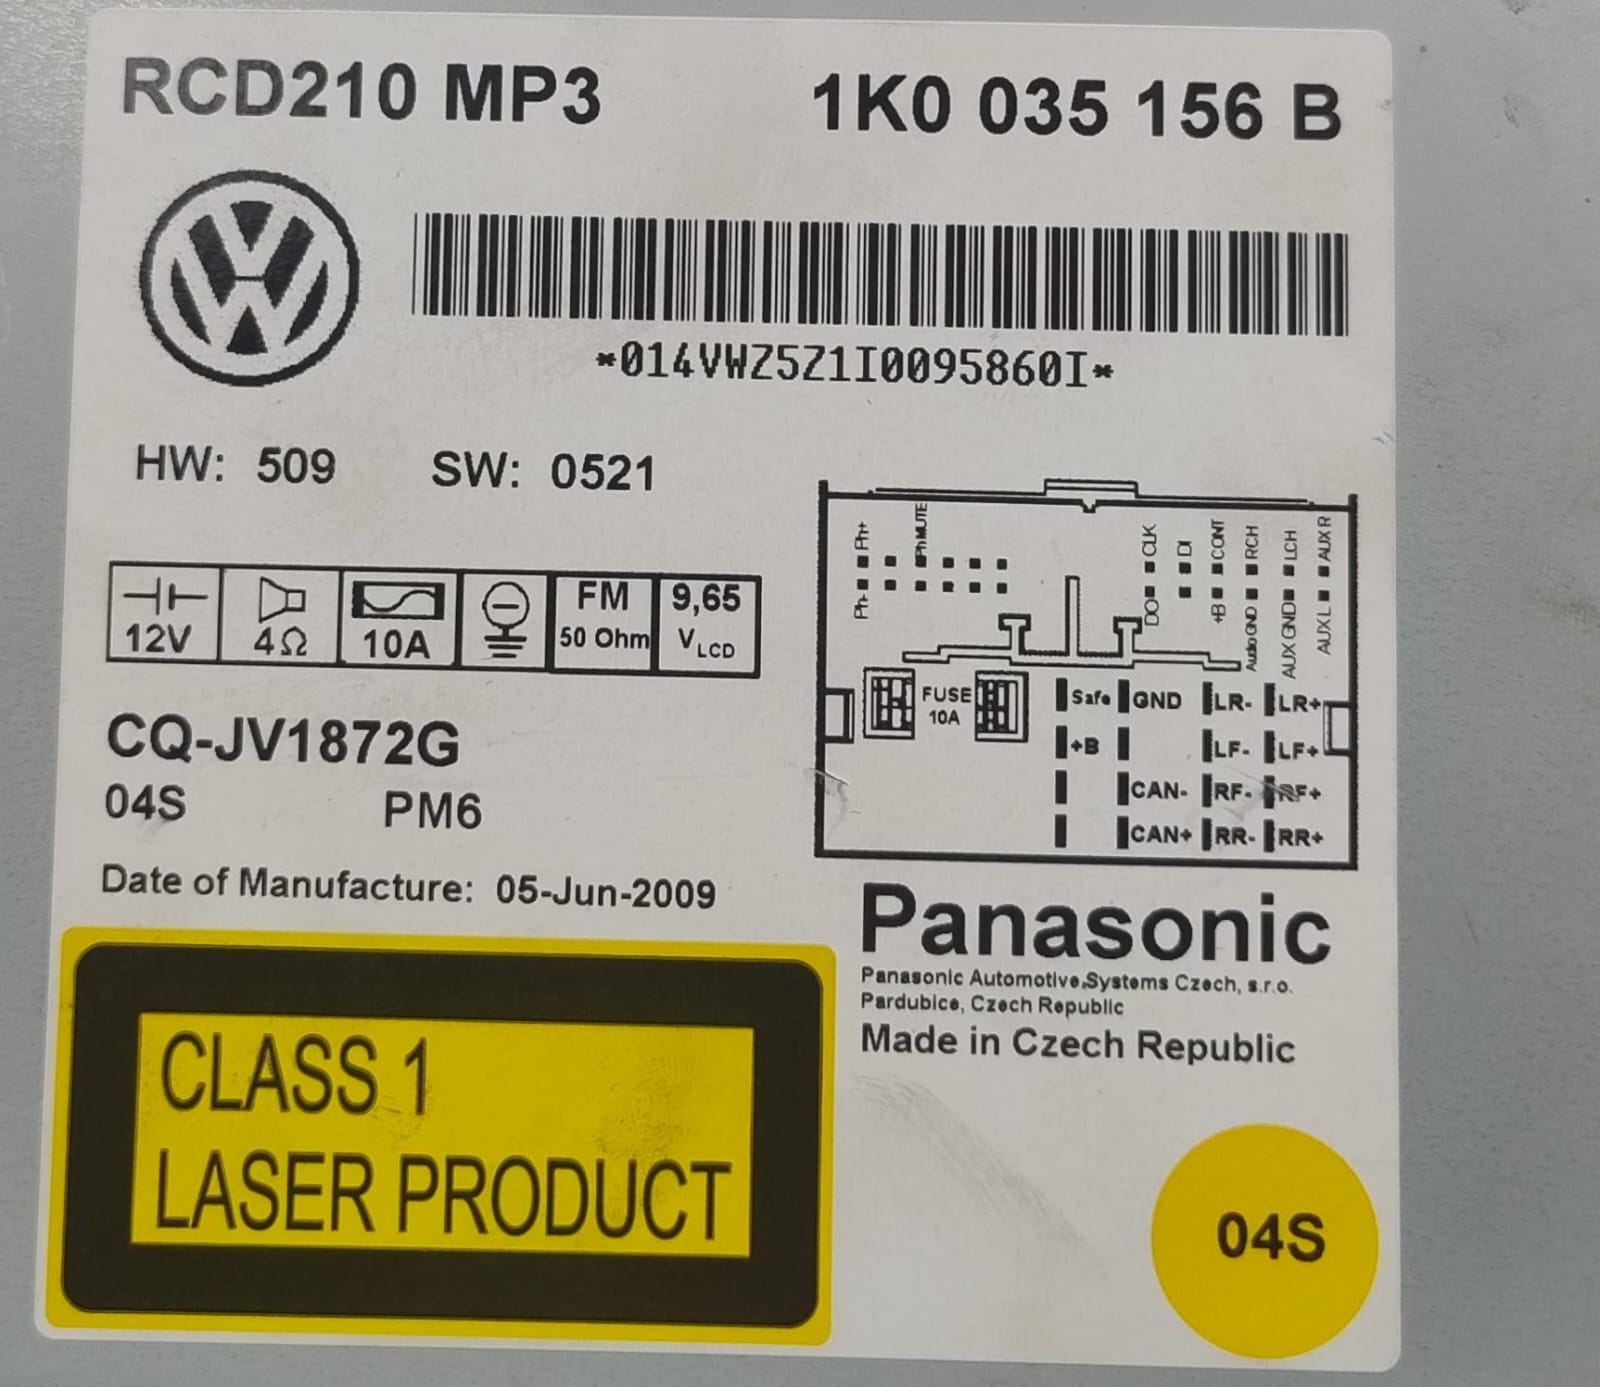 RCD210 MP3 1K0 035 156 B
*014VWZ5Z1I0095860I*
HW: 509 SW: 0521
12V 4Ω 10A FM 50 Ohm 9,65 VLCD
Ph+ Ph- Ph MUTE
CLK DO DI CONT +B RCH Audio GND LCH AUX GND AUX R AUX L
FUSE 10A
Safe GND LR- LR+
+B LF- LF+
CAN- RF- RF+
CAN+ RR- RR+
CQ-JV1872G
04S PM6
Date of Manufacture: 05-Jun-2009
Panasonic
Panasonic Automotive Systems Czech, s.r.o.
Pardubice, Czech Republic
Made in Czech Republic
CLASS 1
LASER PRODUCT
04S